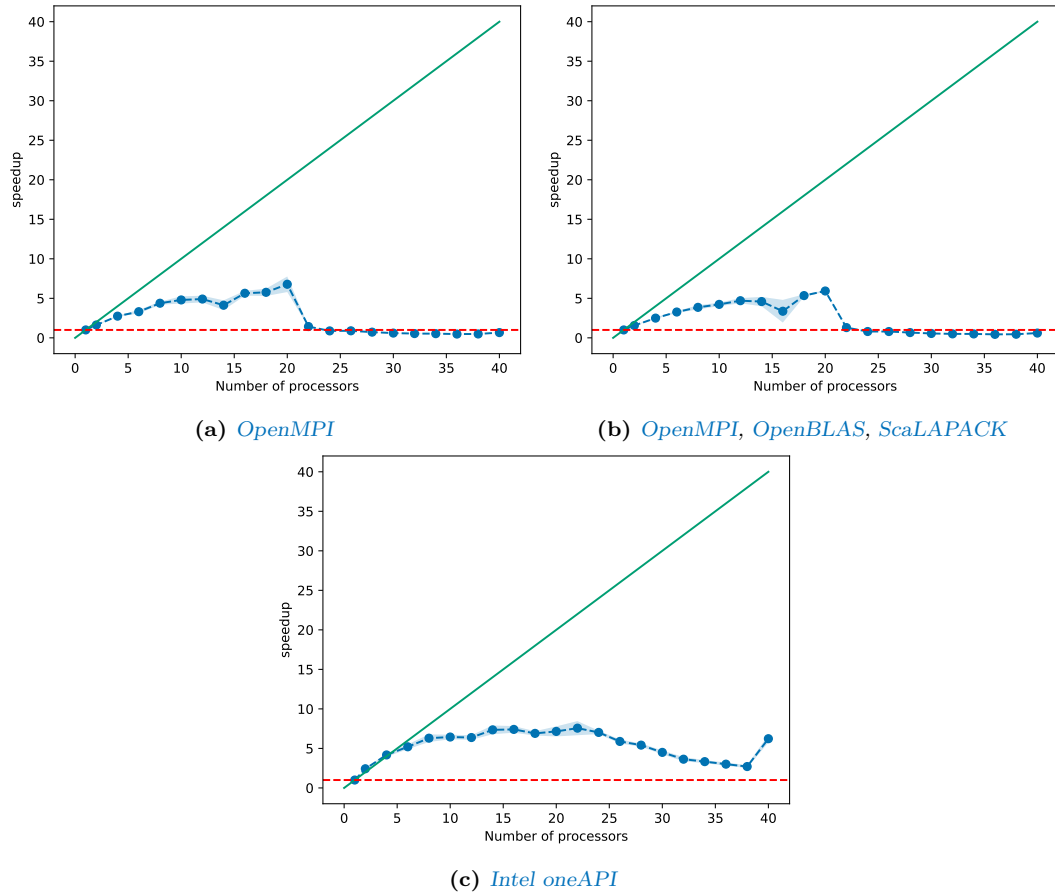 40
35
30
25
20
15
10
5
0
speedup
0 5 10 15 20 25 30 35 40
Number of processors
(a) OpenMPI
40
35
30
25
20
15
10
5
0
speedup
0 5 10 15 20 25 30 35 40
Number of processors
(b) OpenMPI, OpenBLAS, ScaLAPACK
40
35
30
25
20
15
10
5
0
speedup
0 5 10 15 20 25 30 35 40
Number of processors
(c) Intel oneAPI